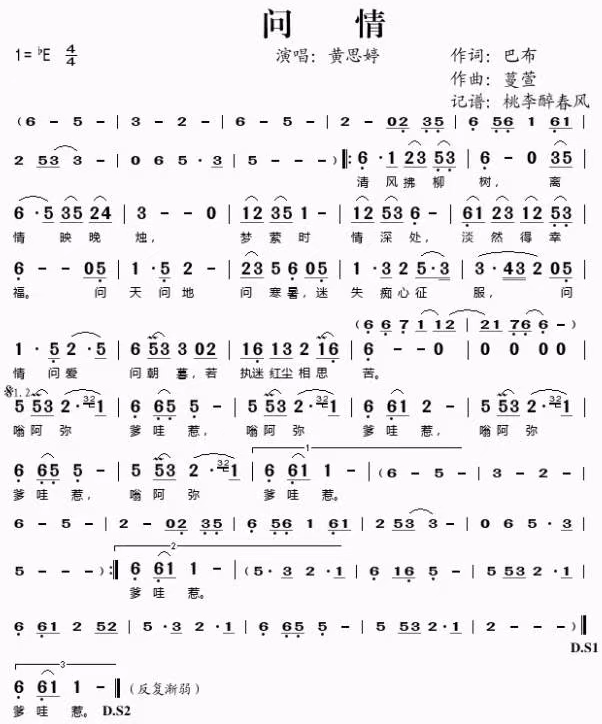 问 情
1=♭E 4/4 演唱：黄思婷 作词：巴布
作曲：蔓萱
记谱：桃李醉春风
(6 - 5 - | 3 - 2 - | 6 - 5 - | 2 - 02 35 | 6 56 1 61 |
2 53 3 - | 0 6 5 · 3 | 5 - - - ) ‖: 6 · 1 23 53 | 6 - 0 35 |
清 风 拂 柳 树， 离
6 · 5 35 24 | 3 - - 0 | 12 35 1 - | 12 53 6 - | 61 23 12 53 |
情 映 晚 烛， 梦 萦 时 情 深 处， 淡 然 得 幸
6 - - 05 | 1 · 5 2 - | 23 5 6 05 | 1 · 3 2 5 · 3 | 3 · 43 2 05 |
福。 问 天 问 地 问 寒 暑， 迷 失 痴 心 征 服， 问
(6 6 7 1 12 | 21 76 6 - )
1 · 5 2 · 5 | 6 53 3 02 | 16 13 2 16 | 6 - - 0 | 0 0 0 0 |
情 问 爱 问 朝 暮， 若 执迷 红尘 相 思 苦。
𝄋1、2
5 53 2 · 321 | 6 65 5 - | 5 53 2 · 321 | 6 61 2 - | 5 53 2 · 321 |
嗡 阿 弥 爹 哇 惹， 嗡 阿 弥 爹 哇 惹， 嗡 阿 弥
1
6 65 5 - | 5 53 2 · 321 | 6 61 1 - | (6 - 5 - | 3 - 2 - |
爹 哇 惹， 嗡 阿 弥 爹 哇 惹。
6 - 5 - | 2 - 02 35 | 6 56 1 61 | 2 53 3 - | 0 6 5 · 3 |
2
5 - - - ) :‖ 6 61 1 - | (5 · 3 2 · 1 | 6 16 5 - | 5 53 2 · 1 |
爹 哇 惹。
6 61 2 52 | 5 · 3 2 · 1 | 6 65 5 - | 5 53 2 · 1 | 2 - - - ) ‖
D.S1
3
6 61 1 - ‖ (反复渐弱)
爹 哇 惹。 D.S2